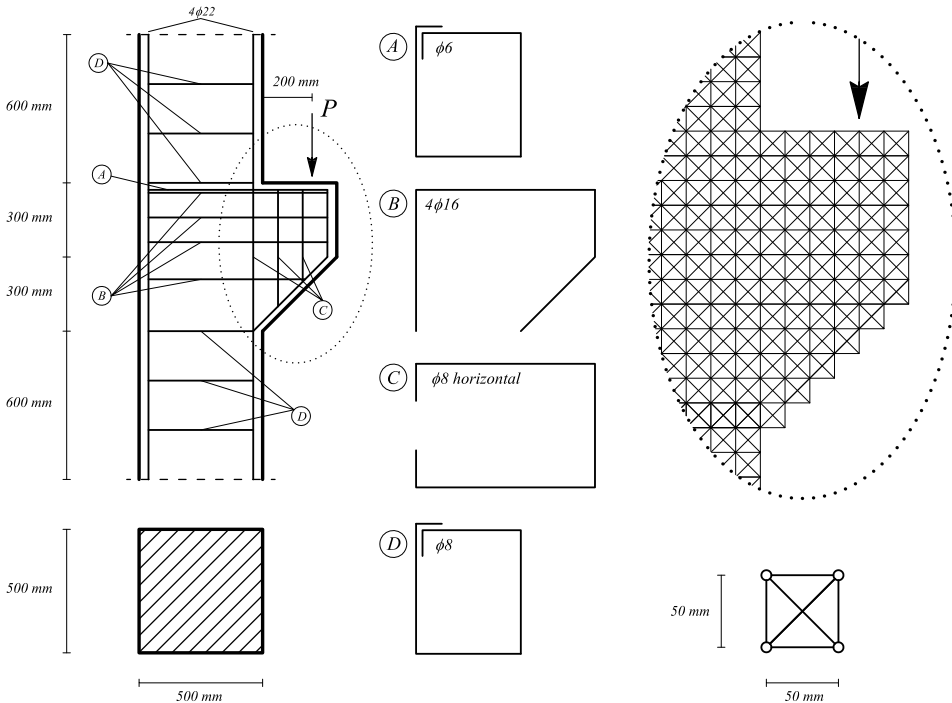 4ϕ22
D
600 mm
200 mm
P
A
300 mm
300 mm
B
C
600 mm
D
500 mm
500 mm
A
ϕ6
B
4ϕ16
C
ϕ8 horizontal
D
ϕ8
50 mm
50 mm